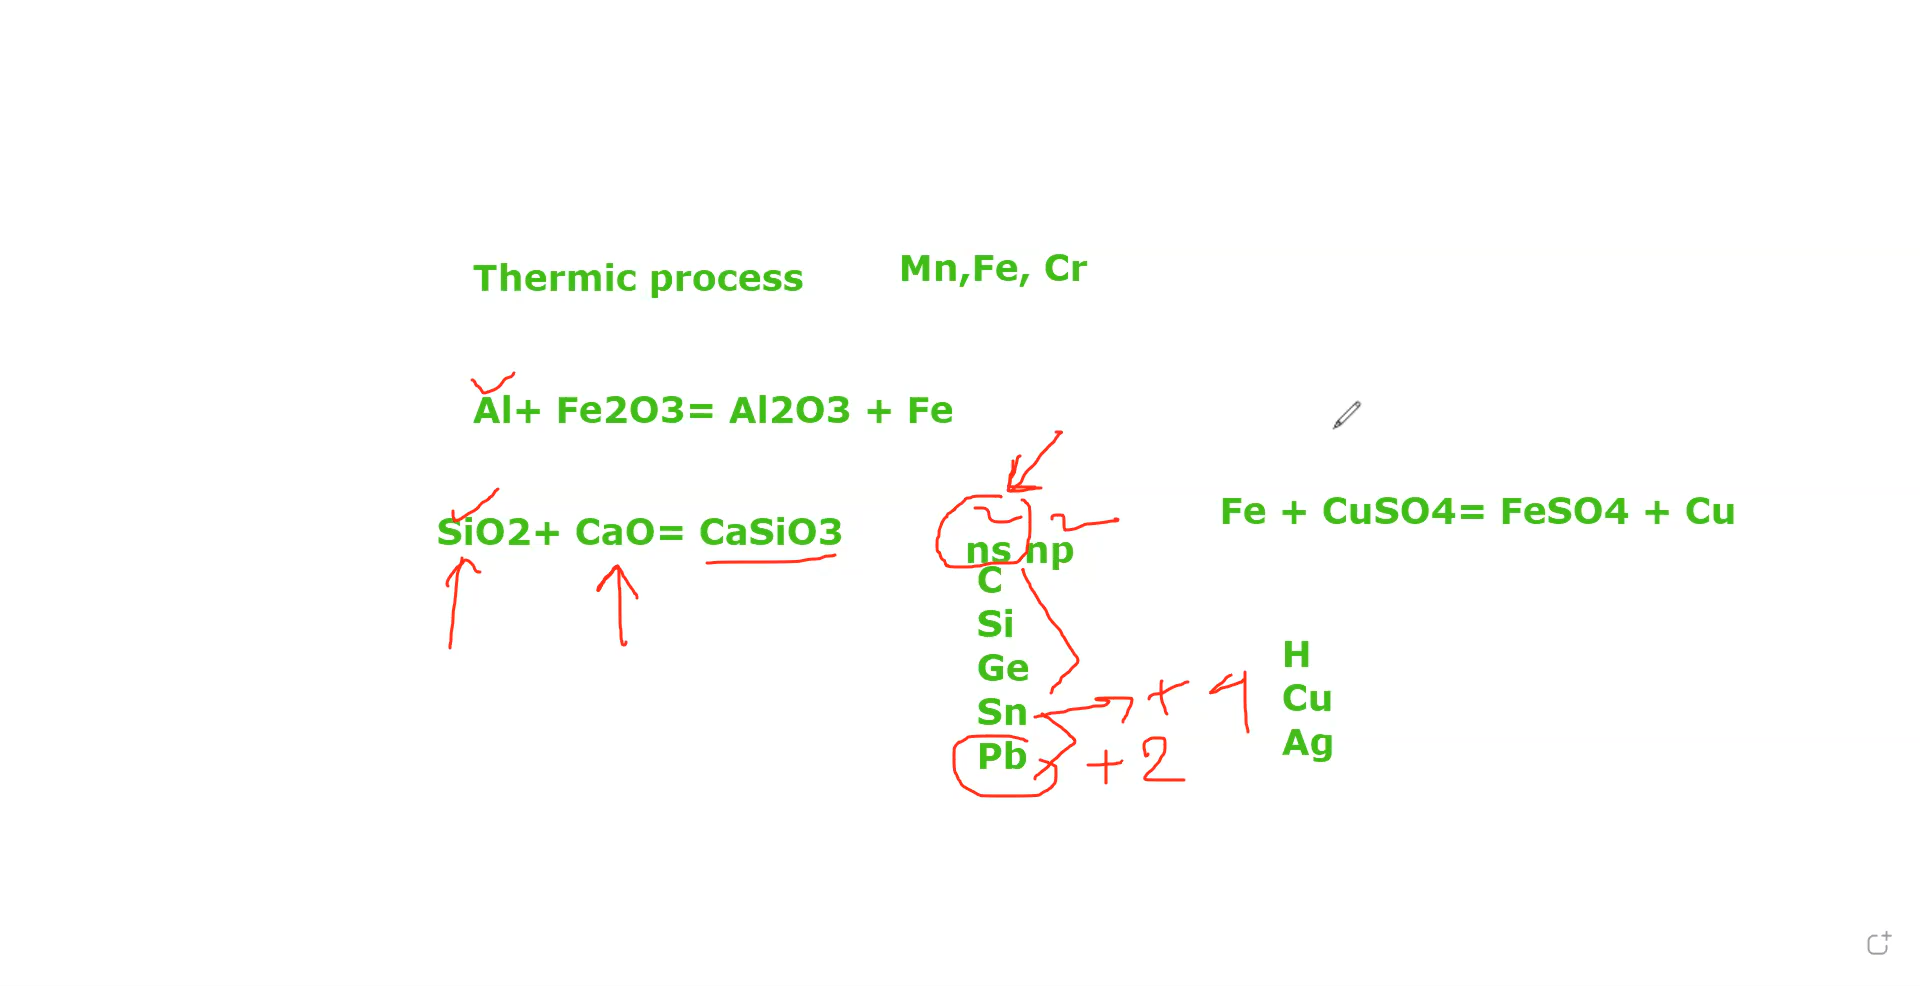 Thermic process
Mn,Fe, Cr
Al+ Fe2O3= Al2O3 + Fe
SiO2+ CaO= CaSiO3
ns np
C
Si
Ge
Sn
Pb
+ 4
+ 2
Fe + CuSO4= FeSO4 + Cu
H
Cu
Ag